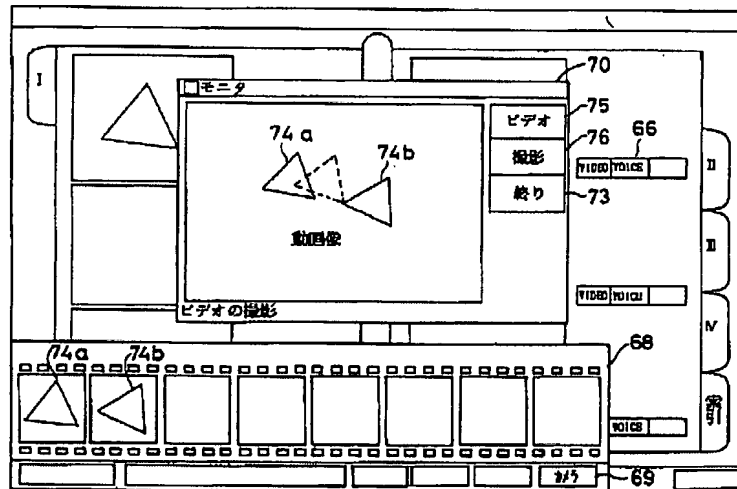 70
モニタ
75
I
74a
ビデオ
76
66
74b
撮影
VIDEO VOICE
II
終り
73
動画像
III
VIDEO VOICE
ビデオの撮影
IV
68
74a
74b
索引
VOICE
カメラ
69